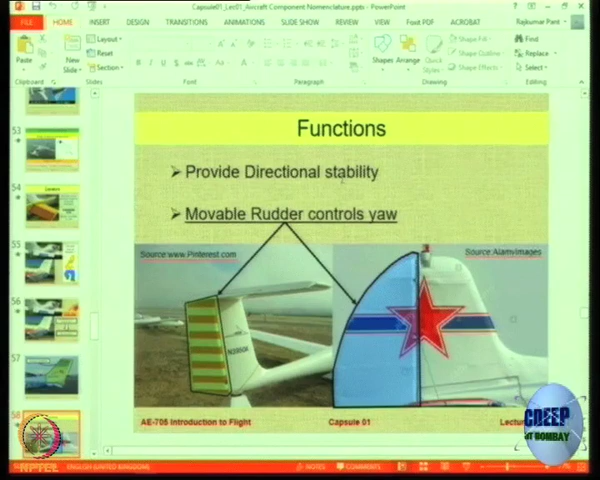 Capsule01_Lec01_Aircraft Component Nomenclature.pptx - PowerPoint
FILE HOME INSERT DESIGN TRANSITIONS ANIMATIONS SLIDE SHOW REVIEW VIEW Foxit PDF ACROBAT Rajkumar Pant
Paste
New Slide
Layout
Reset
Section
Shapes Arrange Quick Styles
Shape Fill
Shape Outline
Shape Effects
Find
Replace
Select
Clipboard Slides Font Paragraph Drawing Editing
53
54
55
56
57
58
Functions
➢ Provide Directional stability
➢ Movable Rudder controls yaw
Source:www.Pinterest.com
Source:AlamyImages
AE-705 Introduction to Flight Capsule 01
CDEEP
IIT BOMBAY
NPTEL
ENGLISH (UNITED KINGDOM)
NOTES COMMENTS